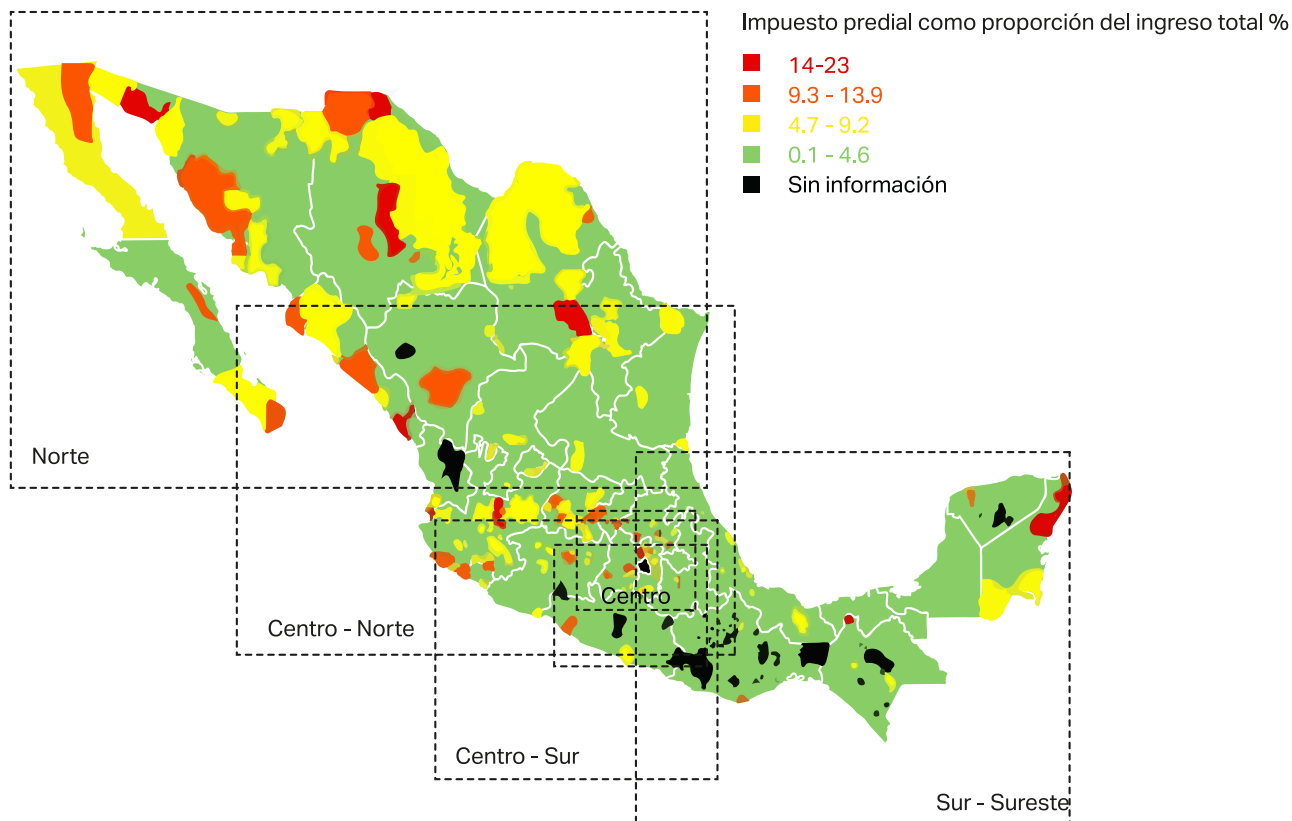 Impuesto predial como proporción del ingreso total %
14-23
9.3 - 13.9
4.7 - 9.2
0.1 - 4.6
Sin información
Norte
Centro
Centro - Norte
Centro - Sur
Sur - Sureste